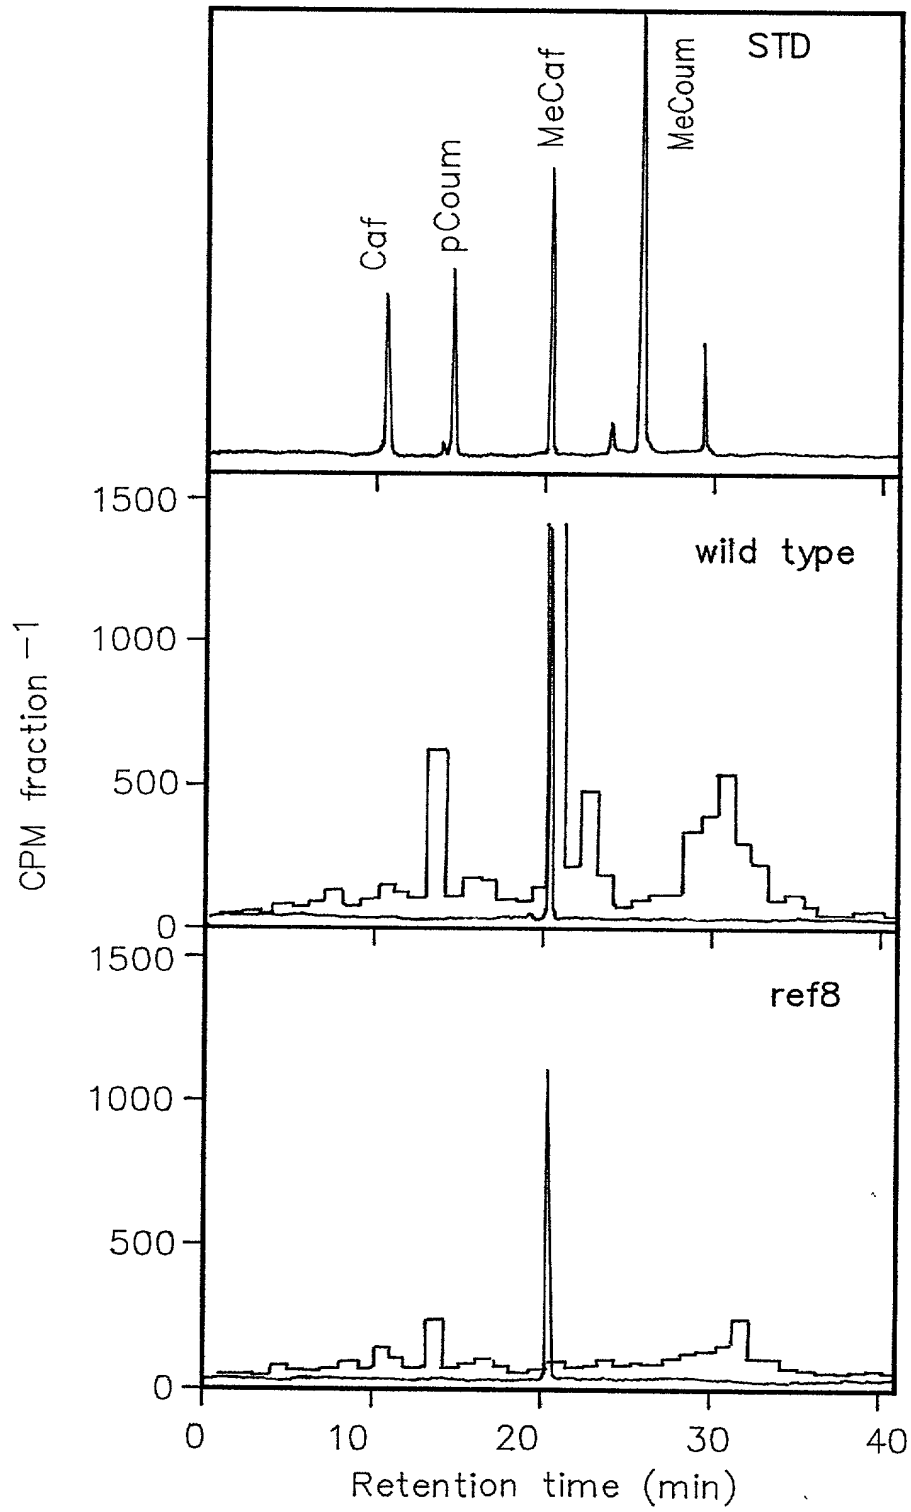 STD
Caf
pCoum
MeCaf
MeCoum
1500
wild type
1000
500
0
CPM fraction −1
1500
ref8
1000
500
0
0 10 20 30 40
Retention time (min)